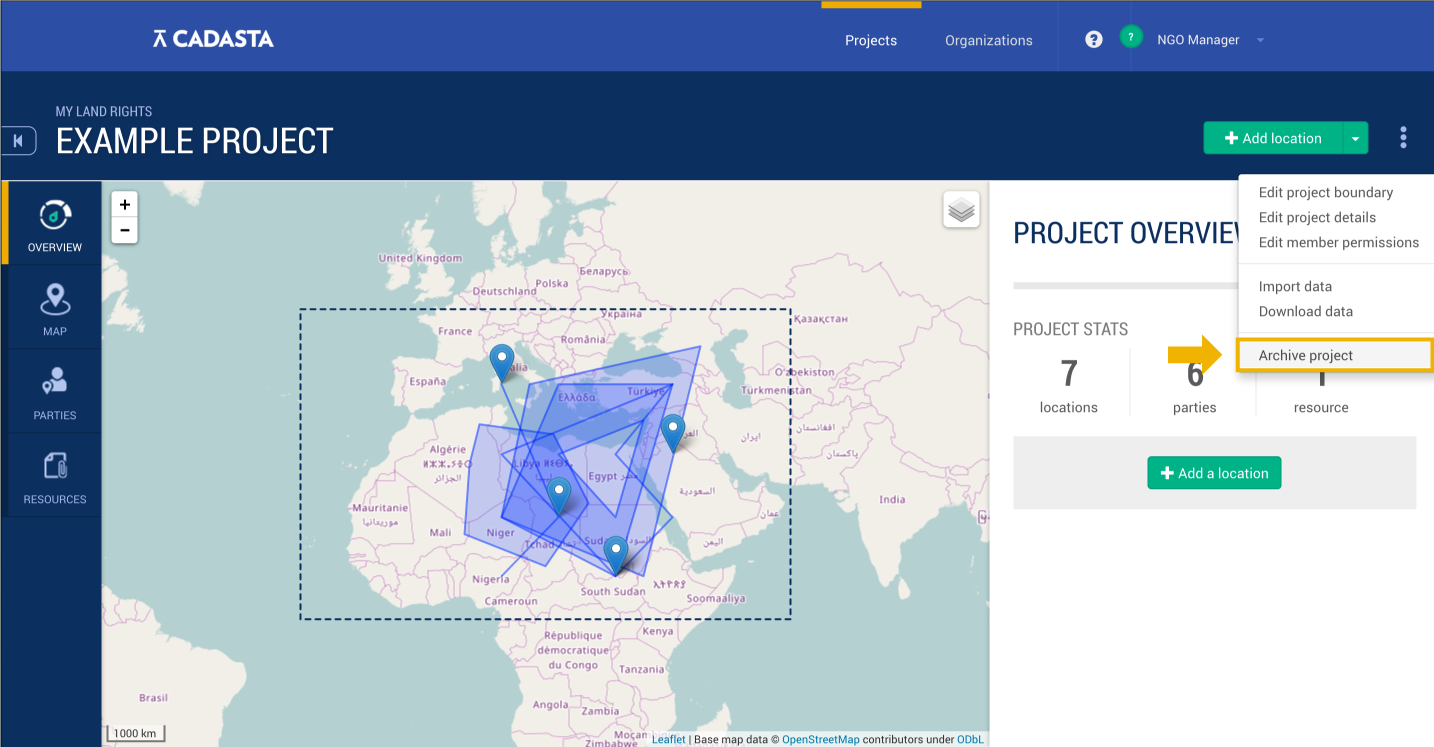 CADASTA
Projects
Organizations
?
?
NGO Manager
MY LAND RIGHTS
EXAMPLE PROJECT
+ Add location
OVERVIEW
MAP
PARTIES
RESOURCES
+
−
United Kingdom
Беларусь
Deutschland
Polska
Україна
Қазақстан
France
România
O'zbekiston
España
Ελλάδα
Türkiye
Türkmenistan
افغانستان
ایران
پاکستان
Algérie
ⵍⵣⵣⴰⵢⴻⵔ
الجزائر
Libya
Egypt مصر
السعودية
India
Mauritanie
موريتانيا
عمان
Mali
Niger
Tchad
Sudan
السودان
اليمن
Nigeria
South Sudan
ኢትዮጵያ
Cameroun
Soomaaliya
République
démocratique
du Congo
Kenya
Tanzania
Brasil
Angola
Zambia
Zimbabwe
1000 km
Leaflet | Base map data © OpenStreetMap contributors under ODbL
PROJECT OVERVIEW
PROJECT STATS
7
6
1
locations
parties
resource
+ Add a location
Edit project boundary
Edit project details
Edit member permissions
Import data
Download data
Archive project